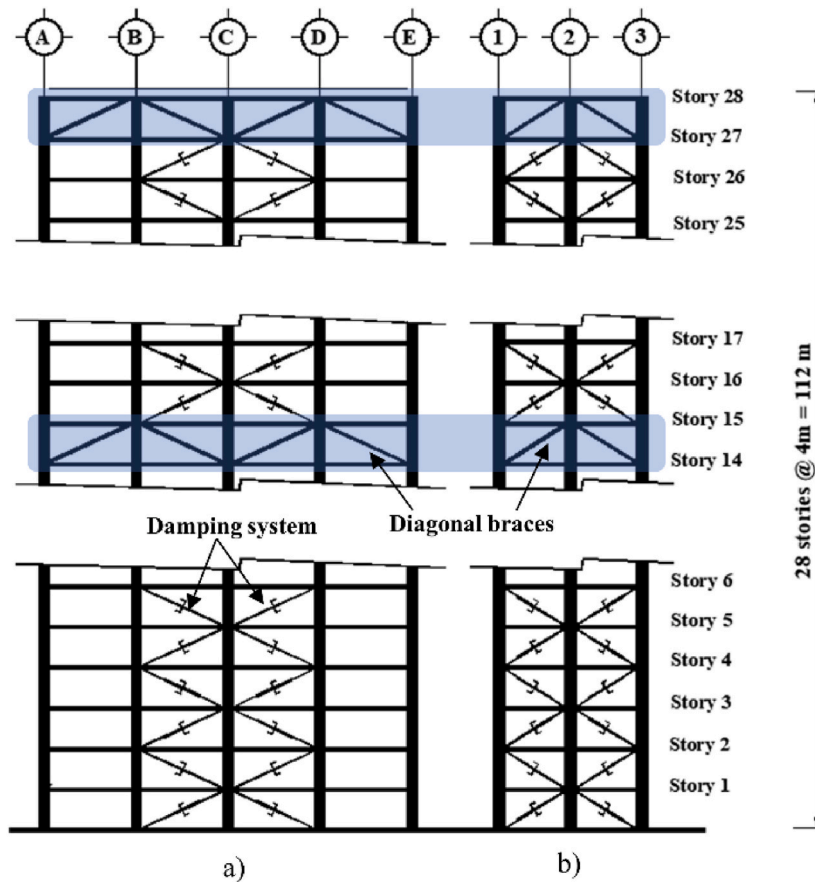 A B C D E 1 2 3
Story 28
Story 27
Story 26
Story 25
Story 17
Story 16
Story 15
Story 14
Damping system
Diagonal braces
Story 6
Story 5
Story 4
Story 3
Story 2
Story 1
28 stories @ 4m = 112 m
a) b)